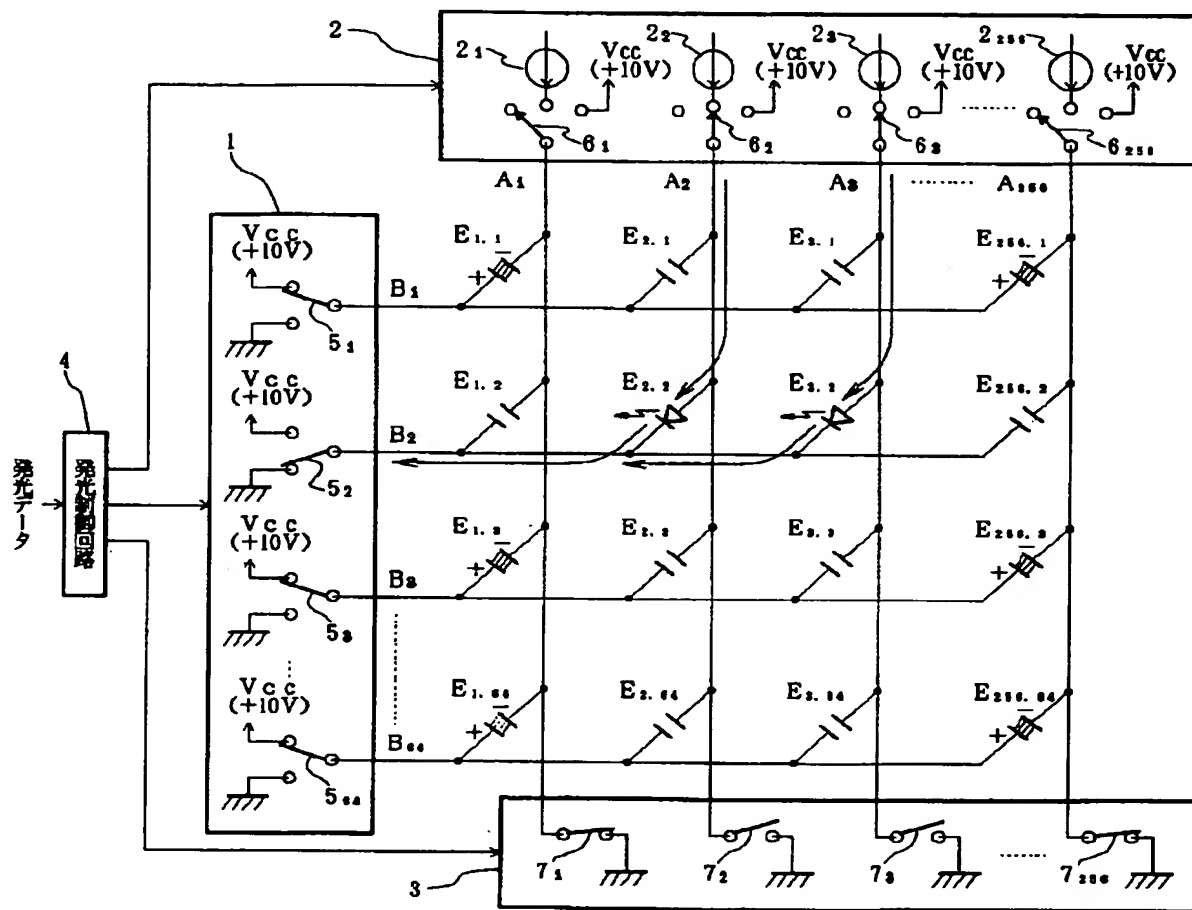 2
2₁
VCC
(+10V)
2₂
VCC
(+10V)
2₃
VCC
(+10V)
2₂₅₆
VCC
(+10V)
6₁
6₂
6₃
6₂₅₆
1
A₁
A₂
A₃
A₂₅₆
VCC
(+10V)
5₁
B₁
E₁.₁
+
−
E₂.₁
E₃.₁
E₂₅₆.₁
+
−
4
発光データ
発光制御回路
VCC
(+10V)
5₂
B₂
E₁.₂
E₂.₂
E₃.₂
E₂₅₆.₂
VCC
(+10V)
5₃
B₃
E₁.₃
+
−
E₂.₃
E₃.₃
E₂₅₆.₃
+
−
VCC
(+10V)
5₆₄
B₆₄
E₁.₆₄
+
−
E₂.₆₄
E₃.₆₄
E₂₅₆.₆₄
+
−
3
7₁
7₂
7₃
7₂₅₆